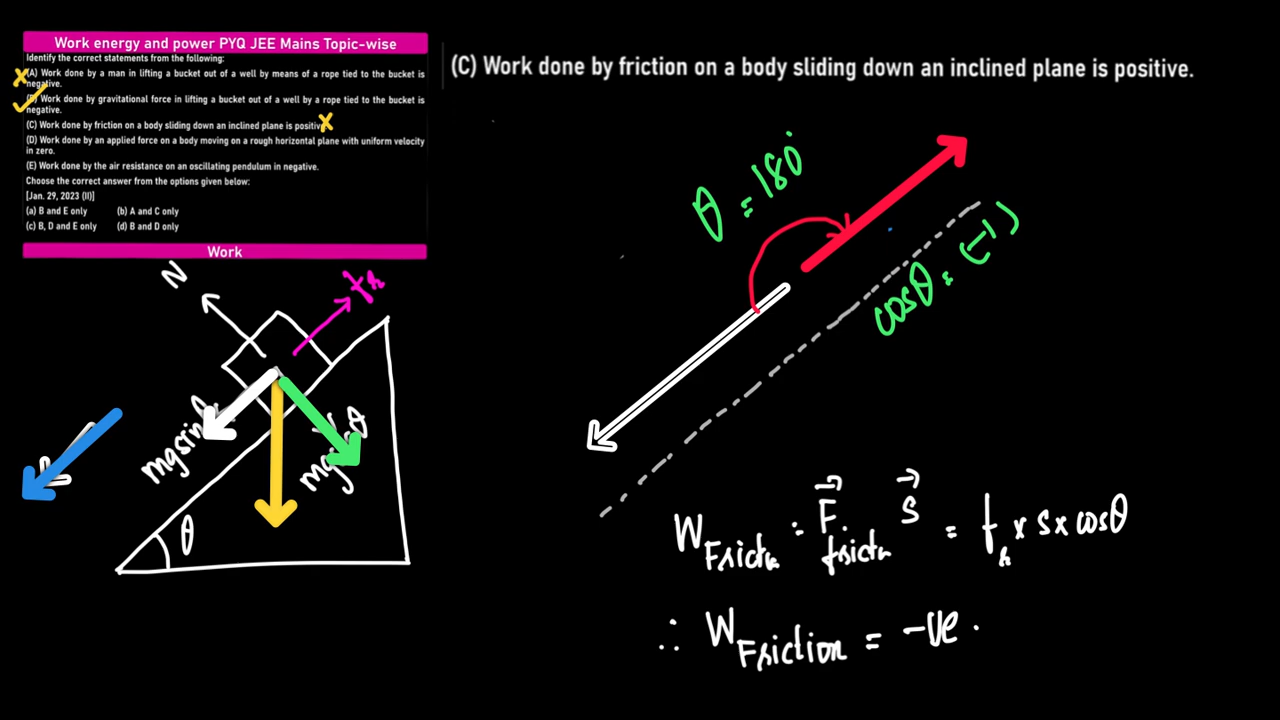 Work energy and power PYQ JEE Mains Topic-wise
Identify the correct statements from the following:
(A) Work done by a man in lifting a bucket out of a well by means of a rope tied to the bucket is
negative.
(B) Work done by gravitational force in lifting a bucket out of a well by a rope tied to the bucket is
negative.
(C) Work done by friction on a body sliding down an inclined plane is positiv
(D) Work done by an applied force on a body moving on a rough horizontal plane with uniform velocity
in zero.
(E) Work done by the air resistance on an oscillating pendulum in negative.
Choose the correct answer from the options given below:
[Jan. 29, 2023 (II)]
(a) B and E only (b) A and C only
(c) B, D and E only (d) B and D only
Work
(C) Work done by friction on a body sliding down an inclined plane is positive.
θ = 180°
cosθ = (-1)
N
fk
mgsinθ
θ
W Frictn = F frictn . S = fk x s x cosθ
∴ W Friction = -ve.